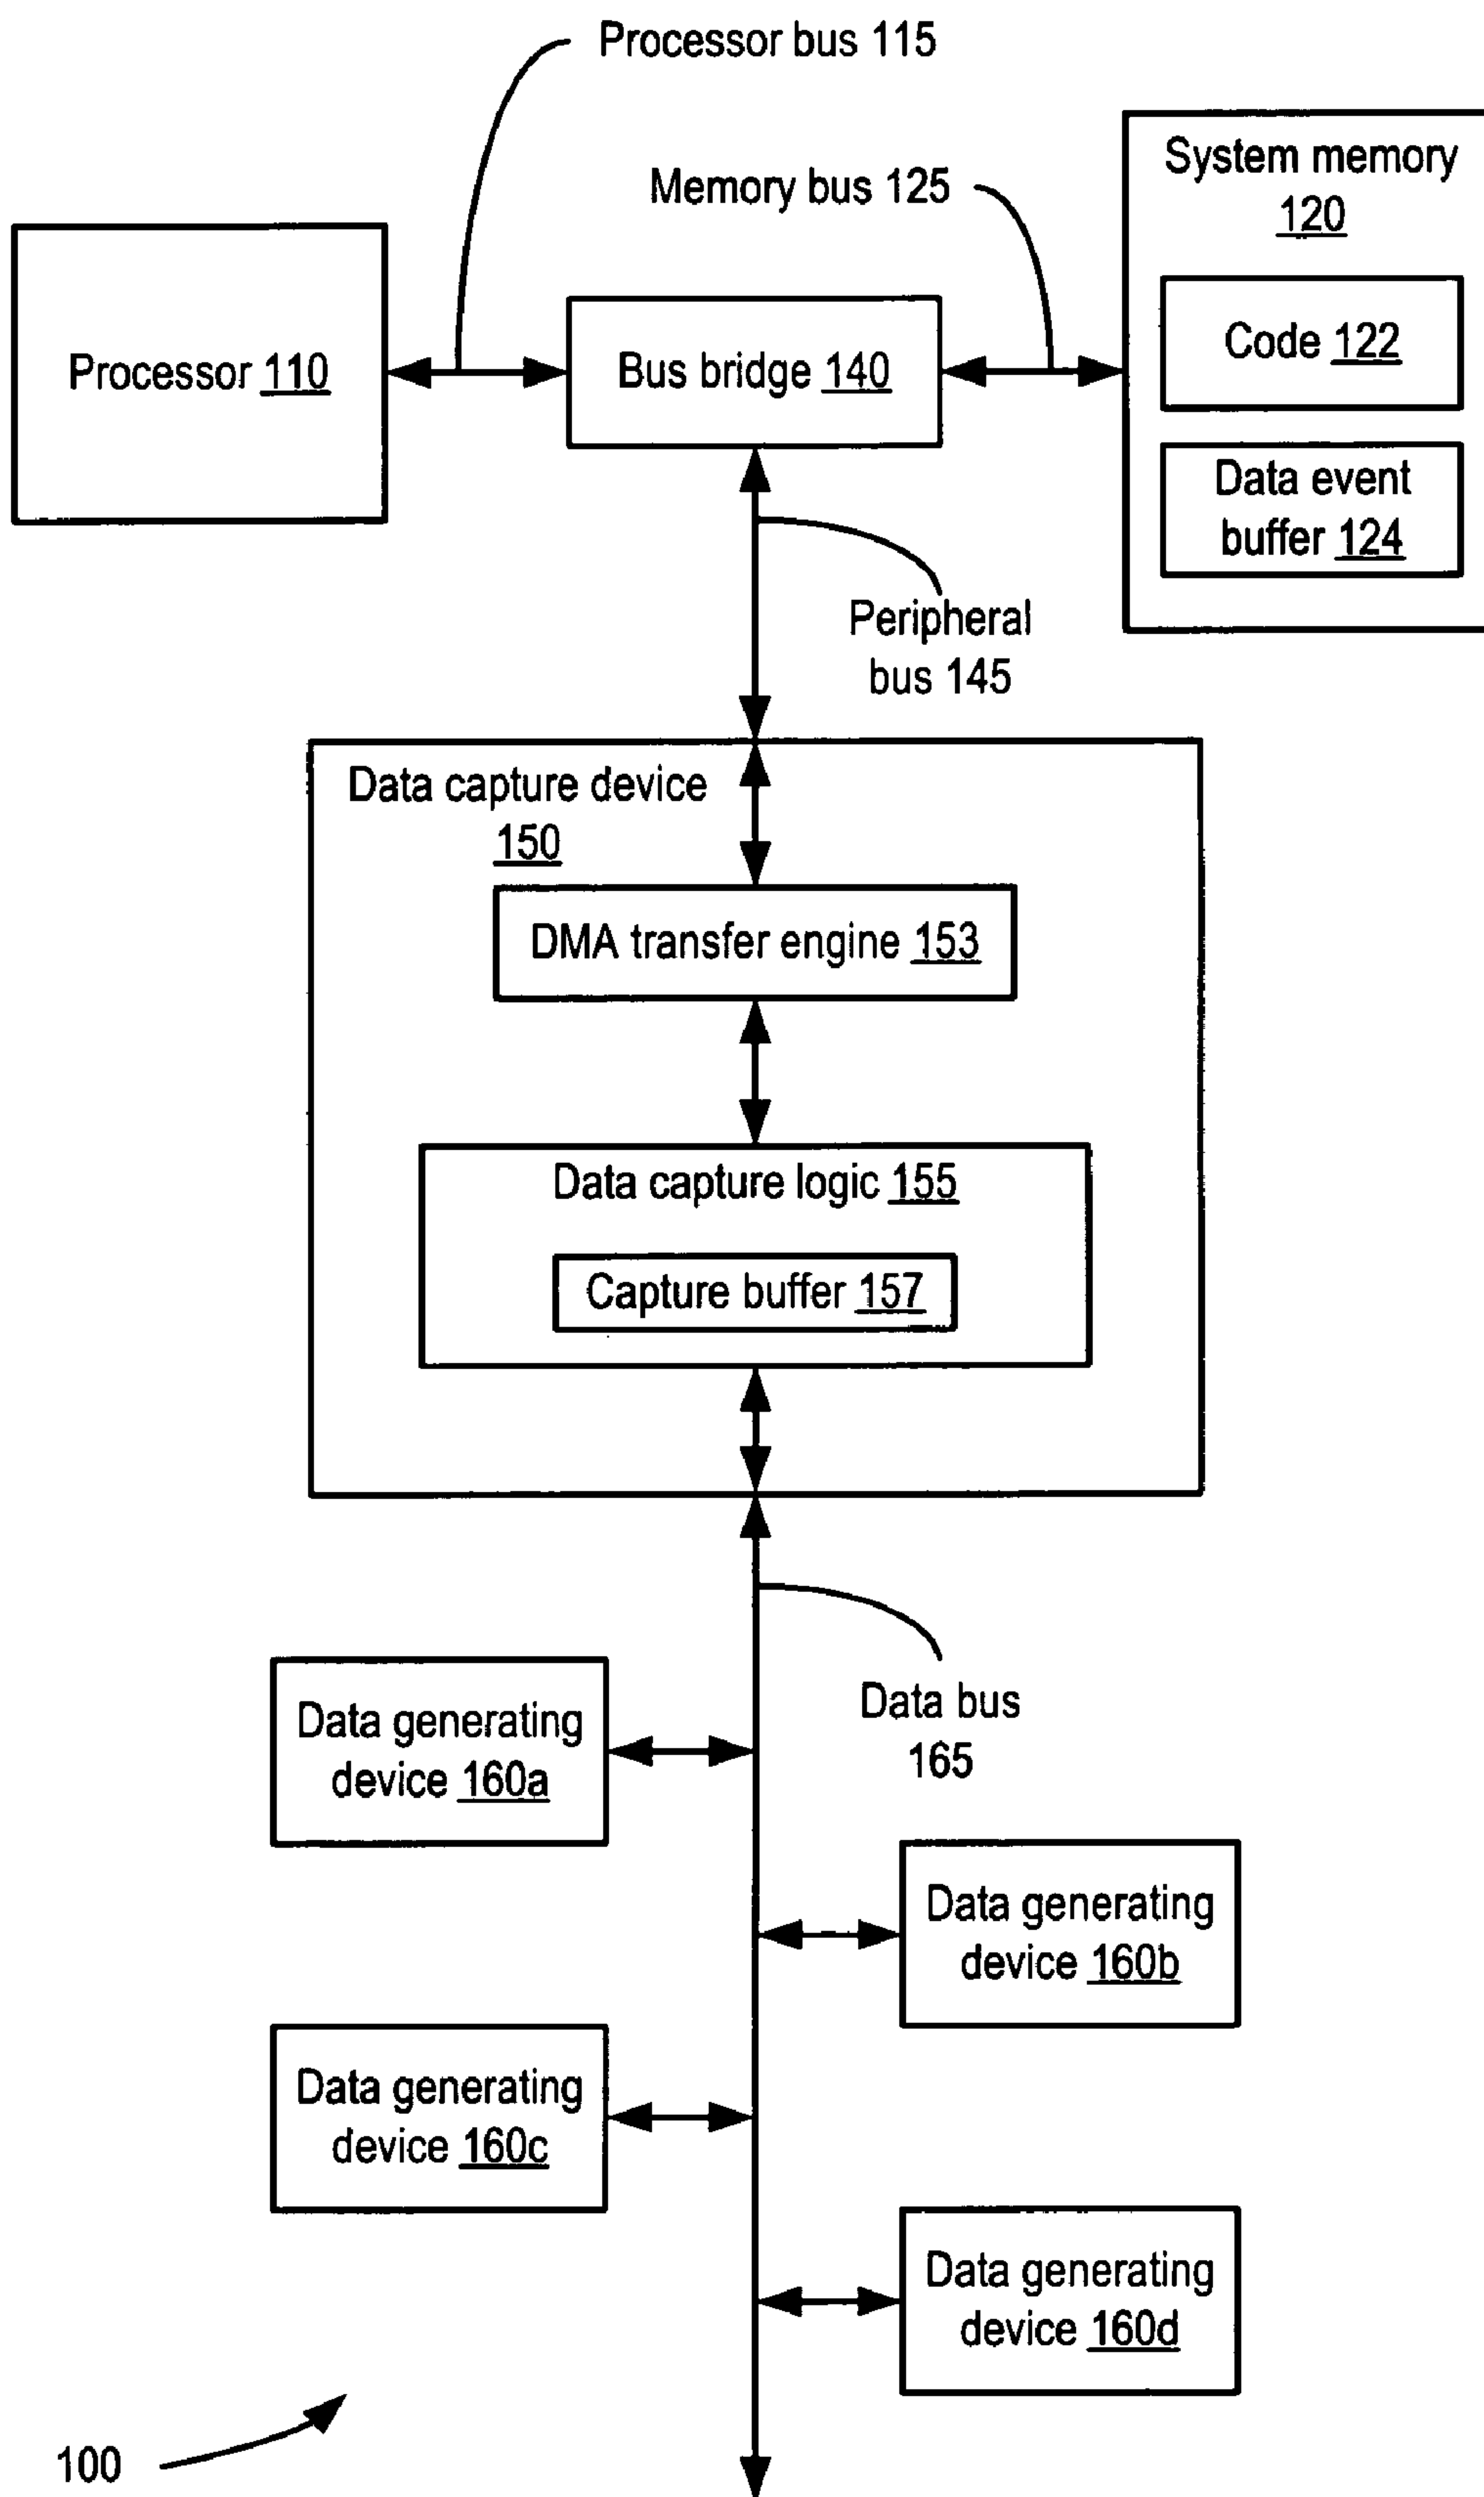 Processor bus 115
Memory bus 125
System memory
120
Processor 110
Bus bridge 140
Code 122
Data event
buffer 124
Peripheral
bus 145
Data capture device
150
DMA transfer engine 153
Data capture logic 155
Capture buffer 157
Data bus
165
Data generating
device 160a
Data generating
device 160b
Data generating
device 160c
Data generating
device 160d
100